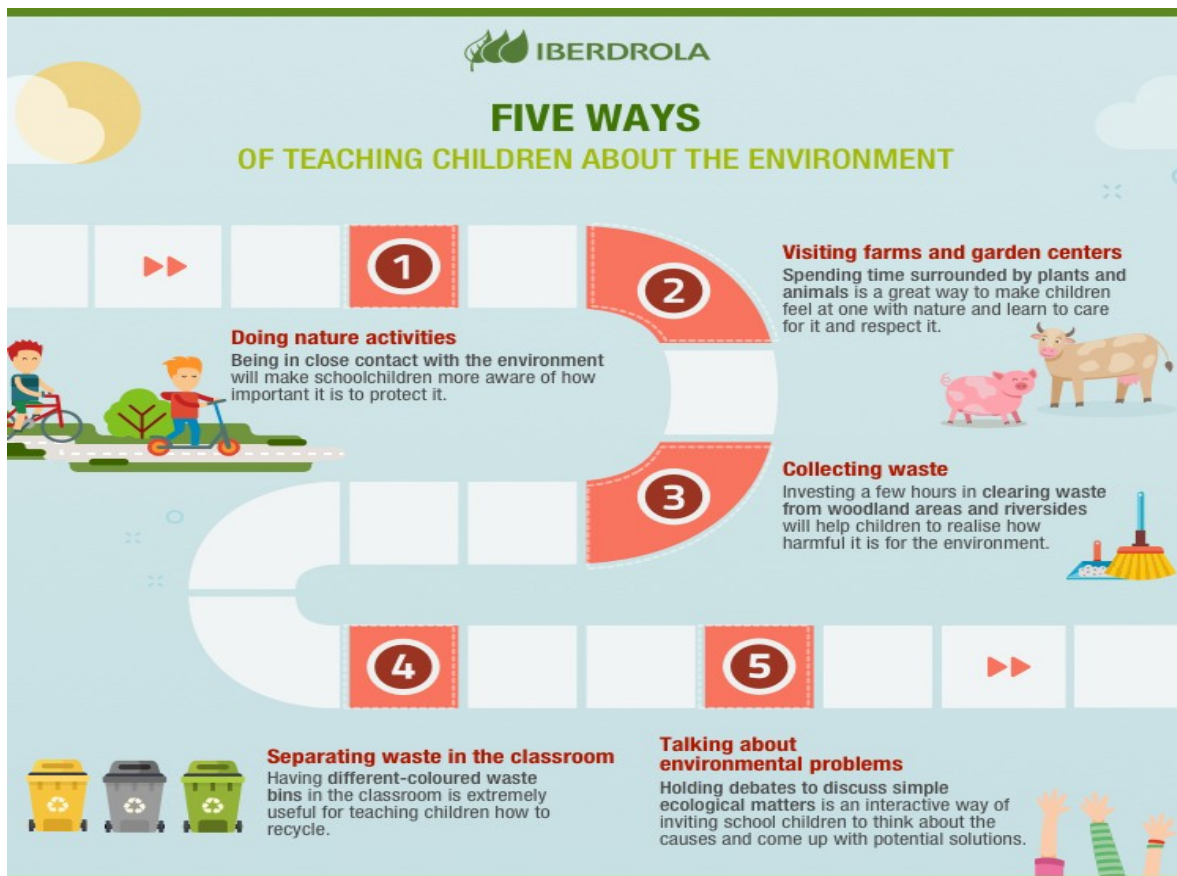 IBERDROLA
FIVE WAYS
OF TEACHING CHILDREN ABOUT THE ENVIRONMENT
1
Doing nature activities
Being in close contact with the environment
will make schoolchildren more aware of how
important it is to protect it.
2
Visiting farms and garden centers
Spending time surrounded by plants and
animals is a great way to make children
feel at one with nature and learn to care
for it and respect it.
3
Collecting waste
Investing a few hours in clearing waste
from woodland areas and riversides
will help children to realise how
harmful it is for the environment.
4
Separating waste in the classroom
Having different-coloured waste
bins in the classroom is extremely
useful for teaching children how to
recycle.
5
Talking about
environmental problems
Holding debates to discuss simple
ecological matters is an interactive way of
inviting school children to think about the
causes and come up with potential solutions.